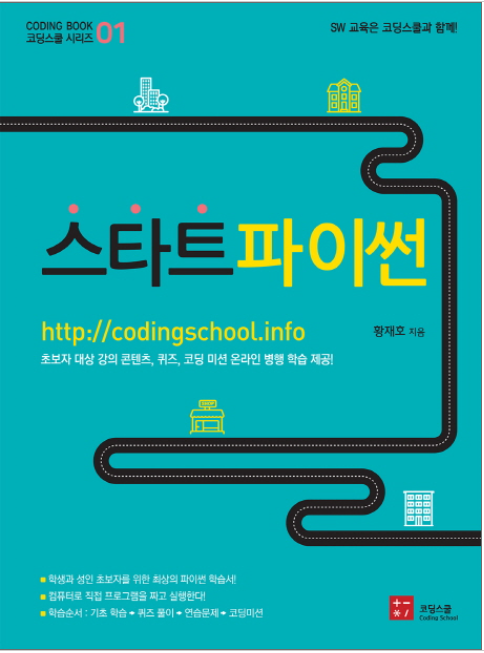 CODING BOOK
코딩스쿨 시리즈 01
SW 교육은 코딩스쿨과 함께!
스타트파이썬
http://codingschool.info
황재호 지음
초보자 대상 강의 콘텐츠, 퀴즈, 코딩 미션 온라인 병행 학습 제공!
학생과 성인 초보자를 위한 최상의 파이썬 학습서!
컴퓨터로 직접 프로그램을 짜고 실행한다!
학습순서 : 기초 학습 → 퀴즈 풀이 → 연습문제 → 코딩미션
+-
*/
코딩스쿨
Coding School